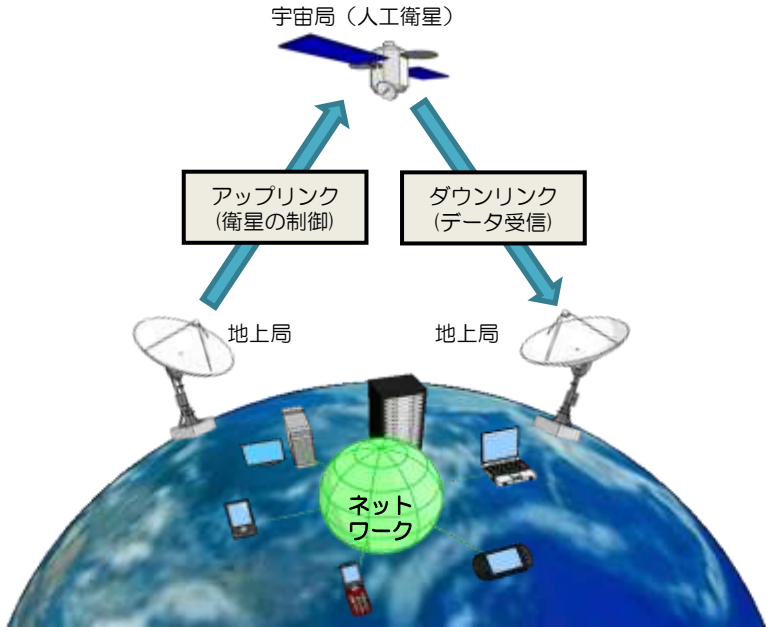 宇宙局（人工衛星）
アップリンク
(衛星の制御)
ダウンリンク
(データ受信)
地上局
地上局
ネット
ワーク